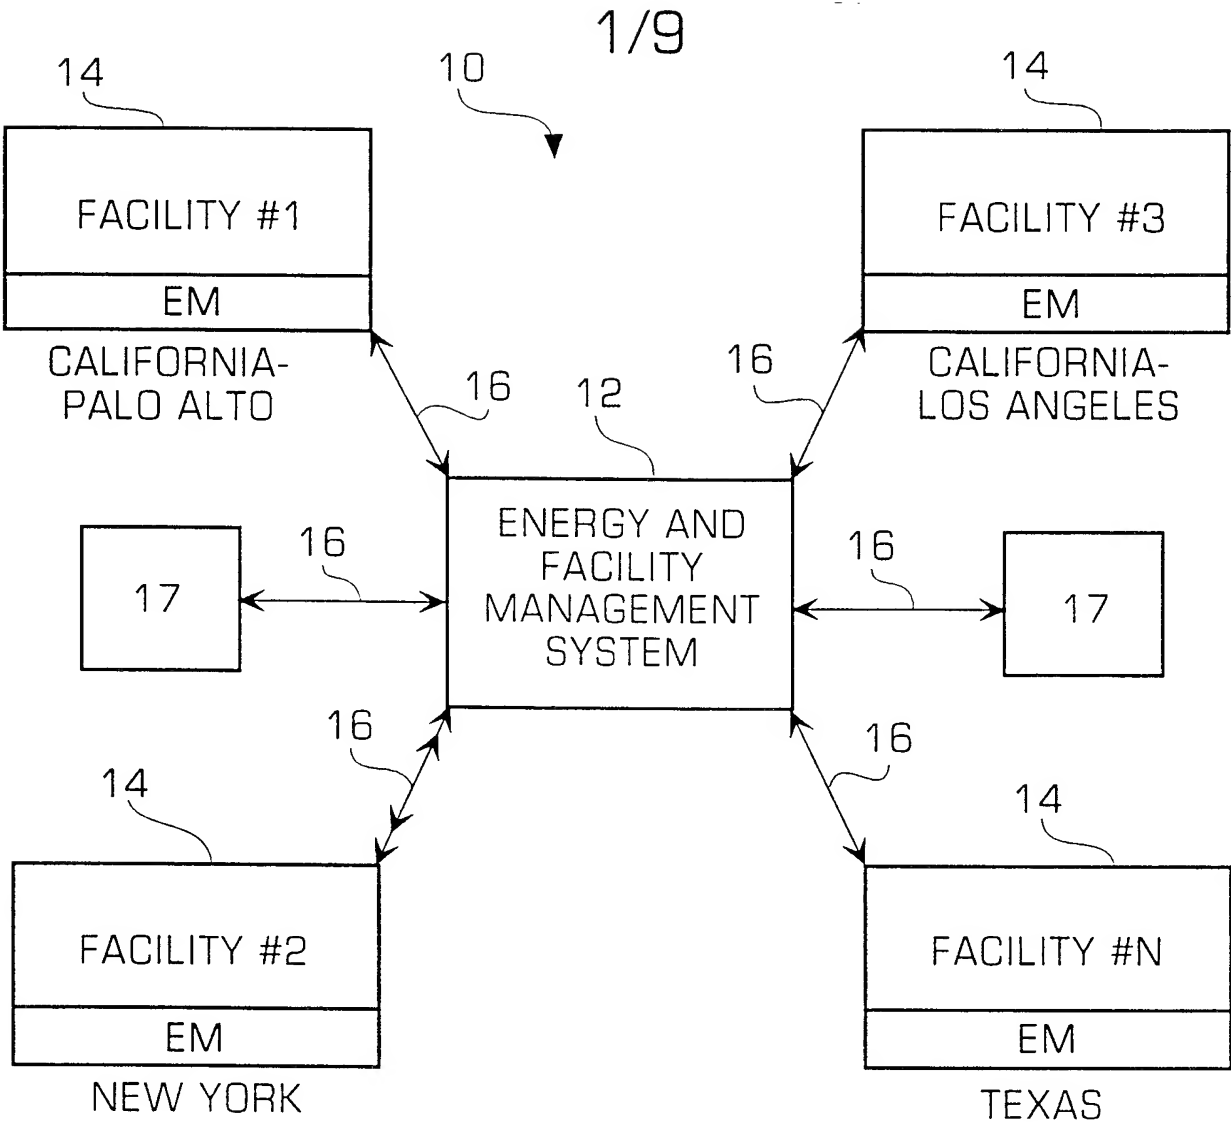 1/9
14
10
14
FACILITY #1
EM
CALIFORNIA-
PALO ALTO
FACILITY #3
EM
CALIFORNIA-
LOS ANGELES
16
12
16
ENERGY AND
FACILITY
MANAGEMENT
SYSTEM
17
16
16
17
16
16
14
14
FACILITY #2
EM
NEW YORK
FACILITY #N
EM
TEXAS